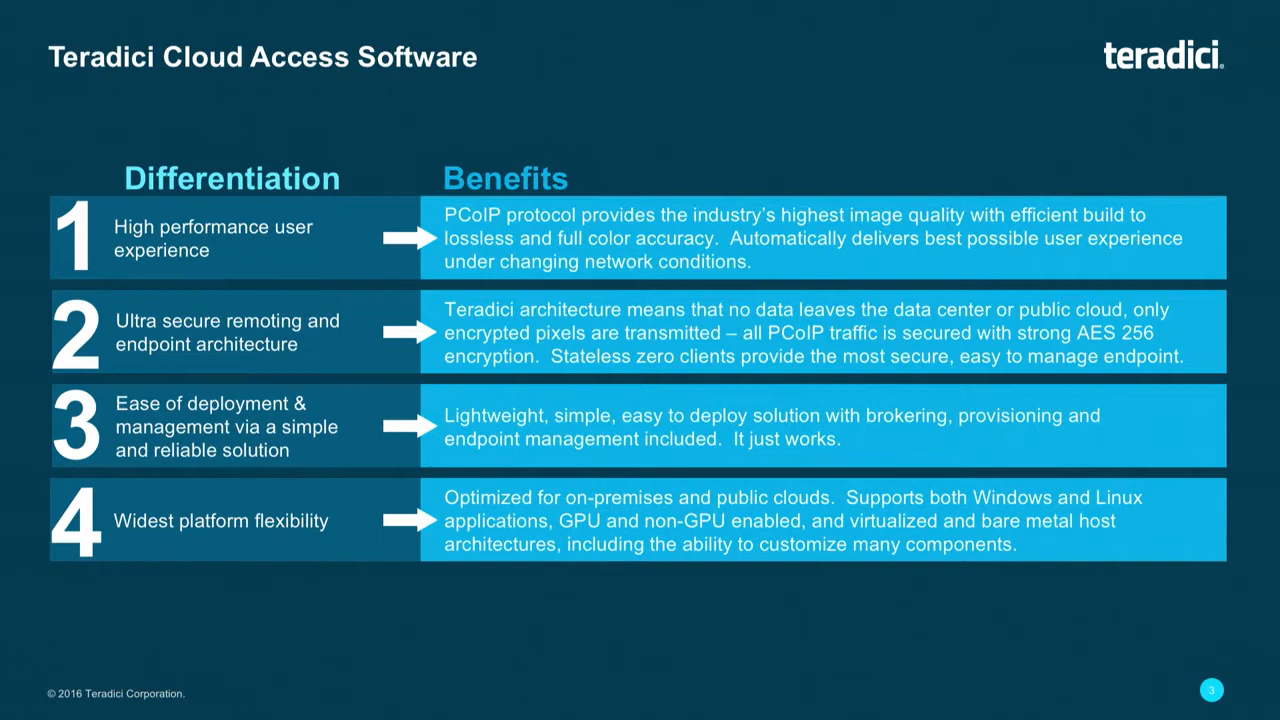 Teradici Cloud Access Software
teradici®
Differentiation
Benefits
1
High performance user
experience
PCoIP protocol provides the industry’s highest image quality with efficient build to
lossless and full color accuracy.  Automatically delivers best possible user experience
under changing network conditions.
2
Ultra secure remoting and
endpoint architecture
Teradici architecture means that no data leaves the data center or public cloud, only
encrypted pixels are transmitted – all PCoIP traffic is secured with strong AES 256
encryption.  Stateless zero clients provide the most secure, easy to manage endpoint.
3
Ease of deployment &
management via a simple
and reliable solution
Lightweight, simple, easy to deploy solution with brokering, provisioning and
endpoint management included.  It just works.
4
Widest platform flexibility
Optimized for on-premises and public clouds.  Supports both Windows and Linux
applications, GPU and non-GPU enabled, and virtualized and bare metal host
architectures, including the ability to customize many components.
© 2016 Teradici Corporation.
3